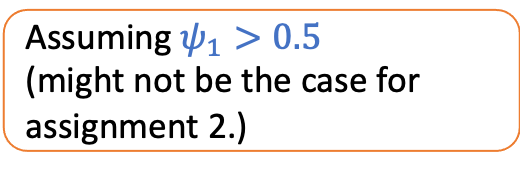 Assuming ψ₁ > 0.5
(might not be the case for
assignment 2.)